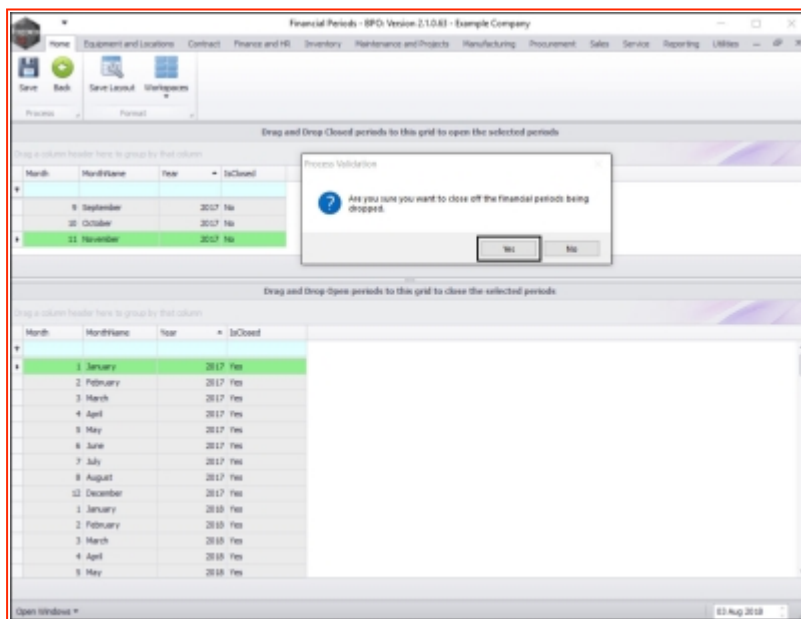 Financial Periods - BPO: Version 2.1.0.63 - Example Company
Home Equipment and Locations Contract Finance and HR Inventory Maintenance and Projects Manufacturing Procurement Sales Service Reporting Utilities
Save Back Save Layout Workspaces
Process Format
Drag and Drop Closed periods to this grid to open the selected periods
Drag a column header here to group by that column
Month MonthName Year IsClosed
9 September 2017 No
10 October 2017 No
11 November 2017 No
Process Validation
Are you sure you want to close off the financial periods being
dropped.
Yes No
Drag and Drop Open periods to this grid to close the selected periods
Drag a column header here to group by that column
Month MonthName Year IsClosed
1 January 2017 Yes
2 February 2017 Yes
3 March 2017 Yes
4 April 2017 Yes
5 May 2017 Yes
6 June 2017 Yes
7 July 2017 Yes
8 August 2017 Yes
12 December 2017 Yes
1 January 2018 Yes
2 February 2018 Yes
3 March 2018 Yes
4 April 2018 Yes
5 May 2018 Yes
Open Windows 03 Aug 2018